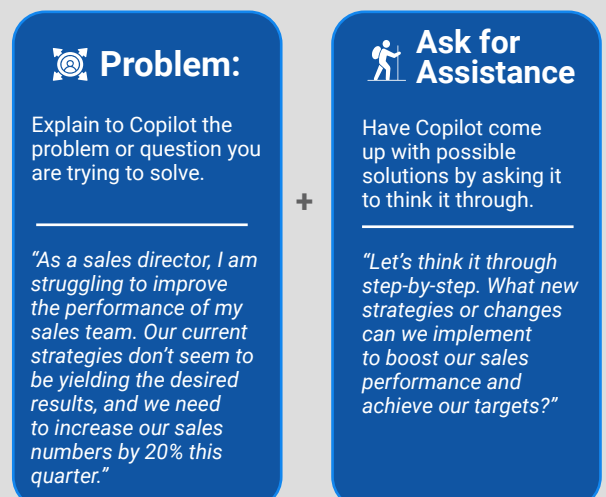 Problem:
Explain to Copilot the
problem or question you
are trying to solve.
“As a sales director, I am
struggling to improve
the performance of my
sales team. Our current
strategies don’t seem to
be yielding the desired
results, and we need
to increase our sales
numbers by 20% this
quarter.”
+
Ask for
Assistance
Have Copilot come
up with possible
solutions by asking it
to think it through.
“Let’s think it through
step-by-step. What new
strategies or changes
can we implement
to boost our sales
performance and
achieve our targets?”